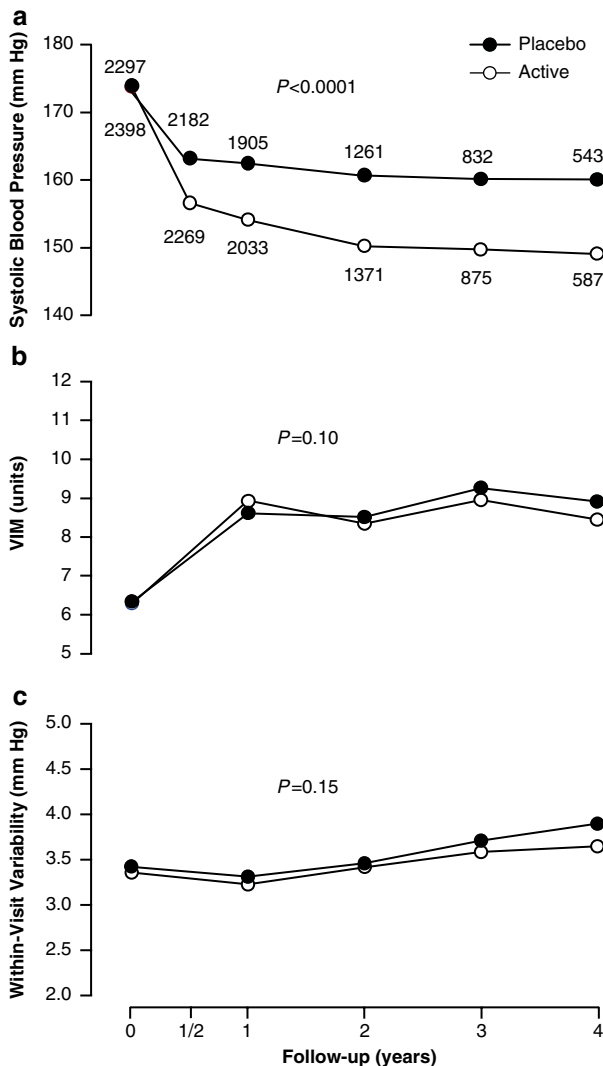 a
Systolic Blood Pressure (mm Hg)
180
170
160
150
140
Placebo
Active
P<0.0001
2297
2398
2182
1905
1261
832
543
2269
2033
1371
875
587
b
VIM (units)
12
11
10
9
8
7
6
5
P=0.10
c
Within-Visit Variability (mm Hg)
5.0
4.5
4.0
3.5
3.0
2.5
2.0
P=0.15
0 1/2 1 2 3 4
Follow-up (years)